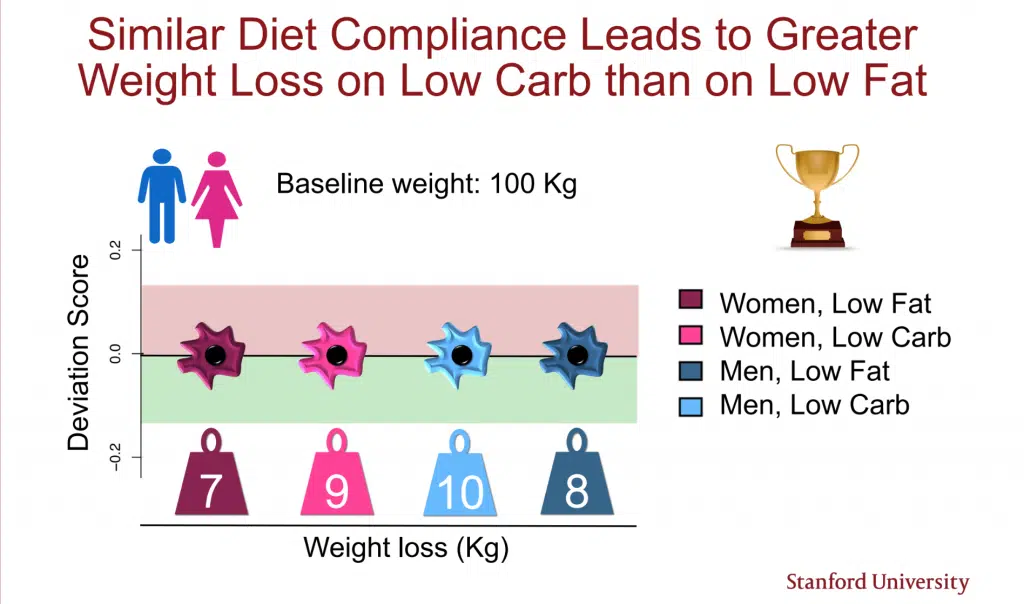 Similar Diet Compliance Leads to Greater
Weight Loss on Low Carb than on Low Fat
Baseline weight: 100 Kg
Deviation Score
0.2
0.0
−0.2
Women, Low Fat
Women, Low Carb
Men, Low Fat
Men, Low Carb
7 9 10 8
Weight loss (Kg)
Stanford University